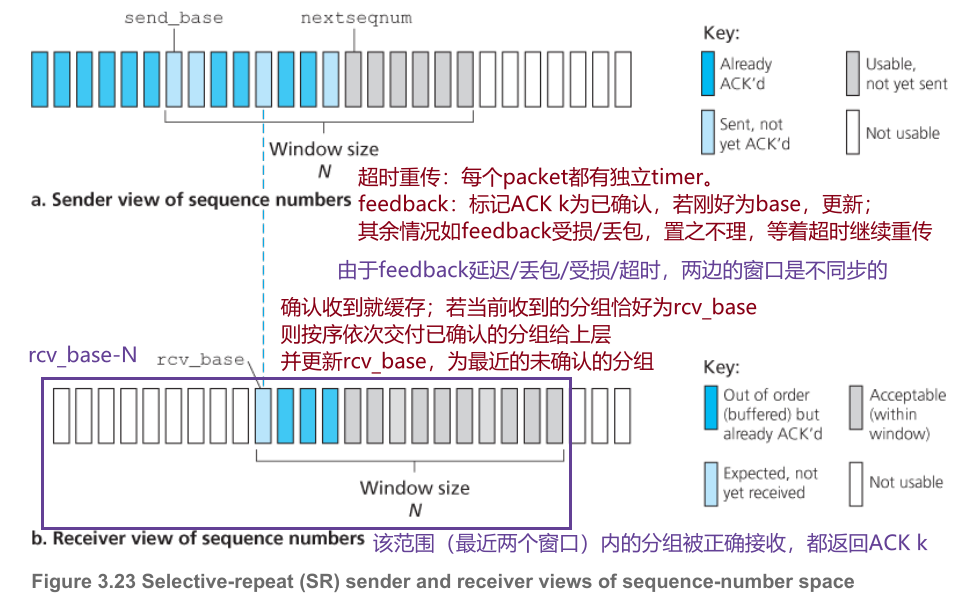 send_base
nextseqnum
Key:
Already
ACK'd
Usable,
not yet sent
Sent, not
yet ACK'd
Not usable
Window size
N
a. Sender view of sequence numbers
超时重传：每个packet都有独立timer。
feedback：标记ACK k为已确认，若刚好为base，更新；
其余情况如feedback受损/丢包，置之不理，等着超时继续重传
由于feedback延迟/丢包/受损/超时，两边的窗口是不同步的
确认收到就缓存；若当前收到的分组恰好为rcv_base
则按序依次交付已确认的分组给上层
并更新rcv_base，为最近的未确认的分组
rcv_base-N
rcv_base
Key:
Out of order
(buffered) but
already ACK'd
Acceptable
(within
window)
Expected, not
yet received
Not usable
Window size
N
b. Receiver view of sequence numbers
该范围（最近两个窗口）内的分组被正确接收，都返回ACK k
Figure 3.23 Selective-repeat (SR) sender and receiver views of sequence-number space